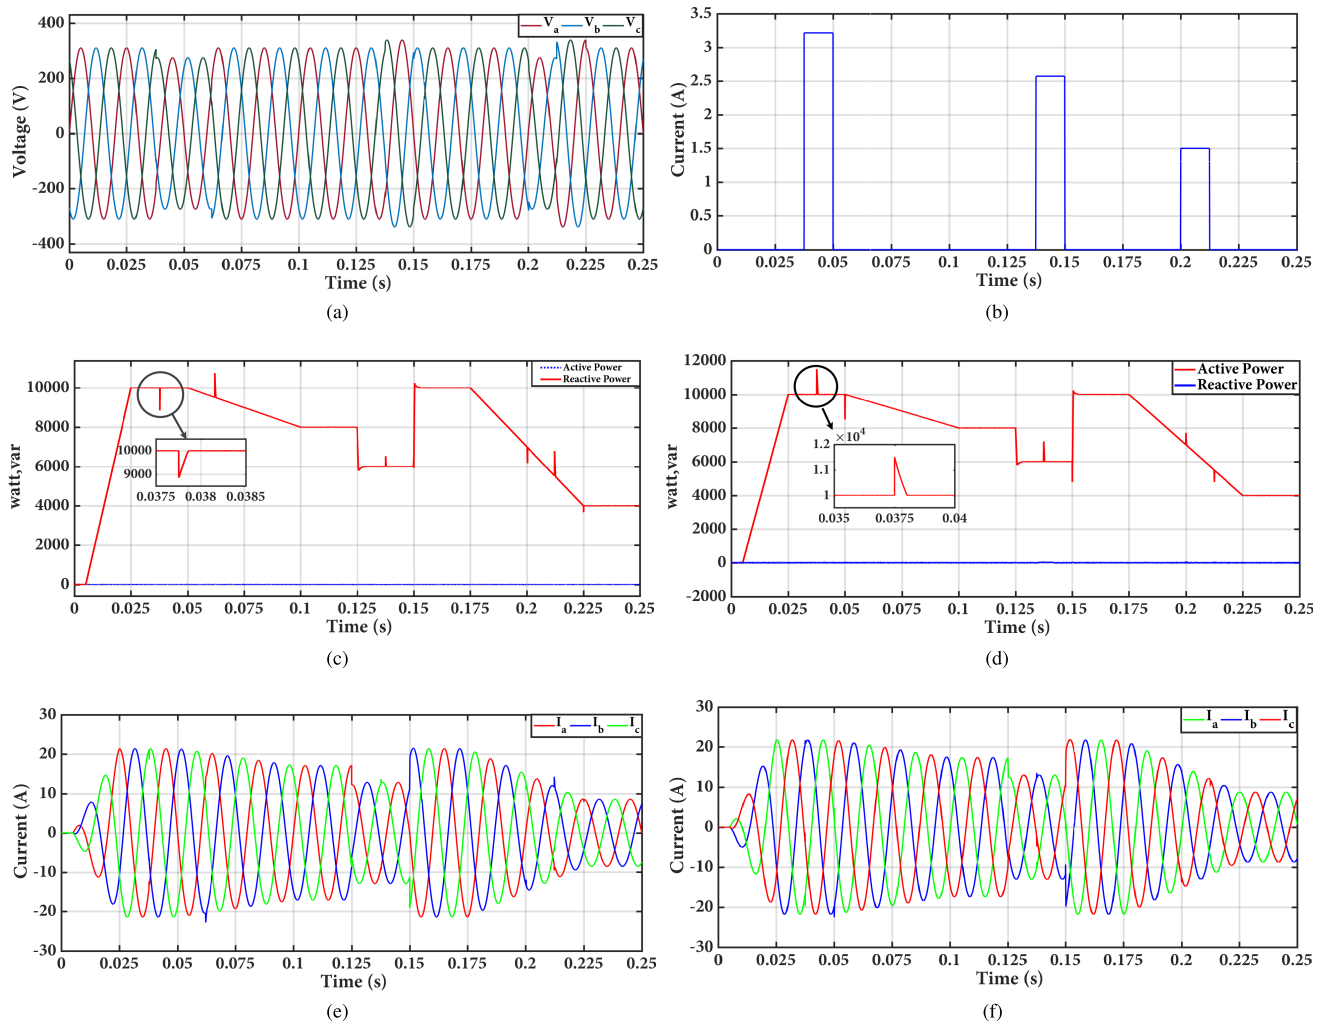 400
200
0
-200
-400
Voltage (V)
V_a V_b V_c
0 0.025 0.05 0.075 0.1 0.125 0.15 0.175 0.2 0.225 0.25
Time (s)
(a)
3.5
3
2.5
2
1.5
1
0.5
0
Current (A)
0 0.025 0.05 0.075 0.1 0.125 0.15 0.175 0.2 0.225 0.25
Time (s)
(b)
10000
8000
6000
4000
2000
0
watt,var
Active Power
Reactive Power
10000
9000
0.0375 0.038 0.0385
0 0.025 0.05 0.075 0.1 0.125 0.15 0.175 0.2 0.225 0.25
Time (s)
(c)
12000
10000
8000
6000
4000
2000
0
-2000
watt,var
Active Power
Reactive Power
×10^4
1.2
1.1
1
0.035 0.0375 0.04
0 0.025 0.05 0.075 0.1 0.125 0.15 0.175 0.2 0.225 0.25
Time (s)
(d)
30
20
10
0
-10
-20
-30
Current (A)
I_a I_b I_c
0 0.025 0.05 0.075 0.1 0.125 0.15 0.175 0.2 0.225 0.25
Time (s)
(e)
30
20
10
0
-10
-20
-30
Current (A)
I_a I_b I_c
0 0.025 0.05 0.075 0.1 0.125 0.15 0.175 0.2 0.225 0.25
Time (s)
(f)